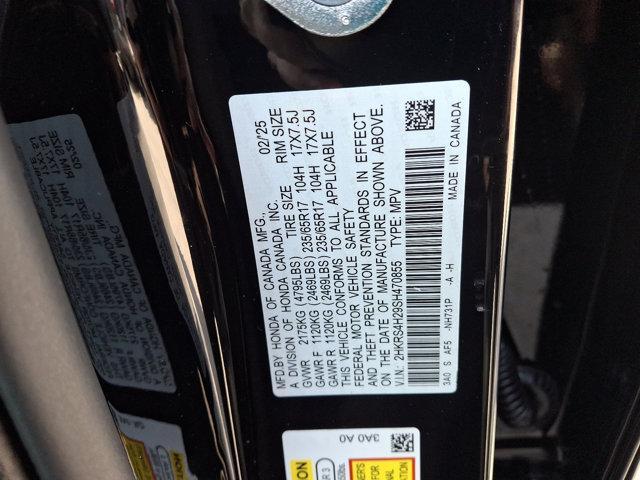 MFD.BY HONDA OF CANADA MFG.,
A DIVISION OF HONDA CANADA INC. 02/25
TIRE SIZE RIM SIZE
GVWR 2175KG (4795LBS)
GAWR F 1120KG (2469LBS) 235/65R17 104H 17X7.5J
GAWR R 1120KG (2469LBS) 235/65R17 104H 17X7.5J
THIS VEHICLE CONFORMS TO ALL APPLICABLE
FEDERAL MOTOR VEHICLE SAFETY
AND THEFT PREVENTION STANDARDS IN EFFECT
ON THE DATE OF MANUFACTURE SHOWN ABOVE.
V.I.N.: 2HKRS4H29SH470855 TYPE: MPV
3A0 S AF5 -NH731P -A -H MADE IN CANADA
3A0 A0